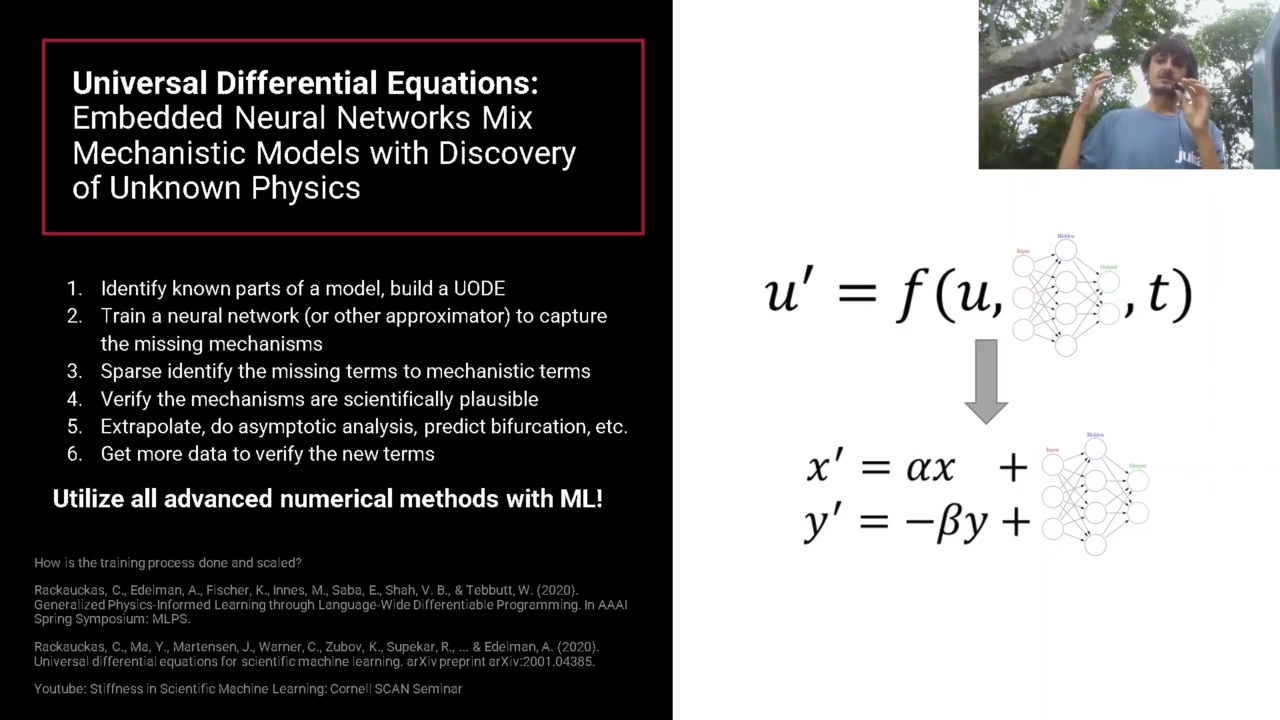 Universal Differential Equations:
Embedded Neural Networks Mix
Mechanistic Models with Discovery
of Unknown Physics
1. Identify known parts of a model, build a UODE
2. Train a neural network (or other approximator) to capture
the missing mechanisms
3. Sparse identify the missing terms to mechanistic terms
4. Verify the mechanisms are scientifically plausible
5. Extrapolate, do asymptotic analysis, predict bifurcation, etc.
6. Get more data to verify the new terms
Utilize all advanced numerical methods with ML!
How is the training process done and scaled?
Rackauckas, C., Edelman, A., Fischer, K., Innes, M., Saba, E., Shah, V. B., & Tebbutt, W. (2020).
Generalized Physics-Informed Learning through Language-Wide Differentiable Programming. In AAAI
Spring Symposium: MLPS.
Rackauckas, C., Ma, Y., Martensen, J., Warner, C., Zubov, K., Supekar, R., ... & Edelman, A. (2020).
Universal differential equations for scientific machine learning. arXiv preprint arXiv:2001.04385.
Youtube: Stiffness in Scientific Machine Learning: Cornell SCAN Seminar
Hidden
Input
Output
u′ = f(u, , t)
Hidden
Input
Output
x′ = αx +
y′ = −βy +